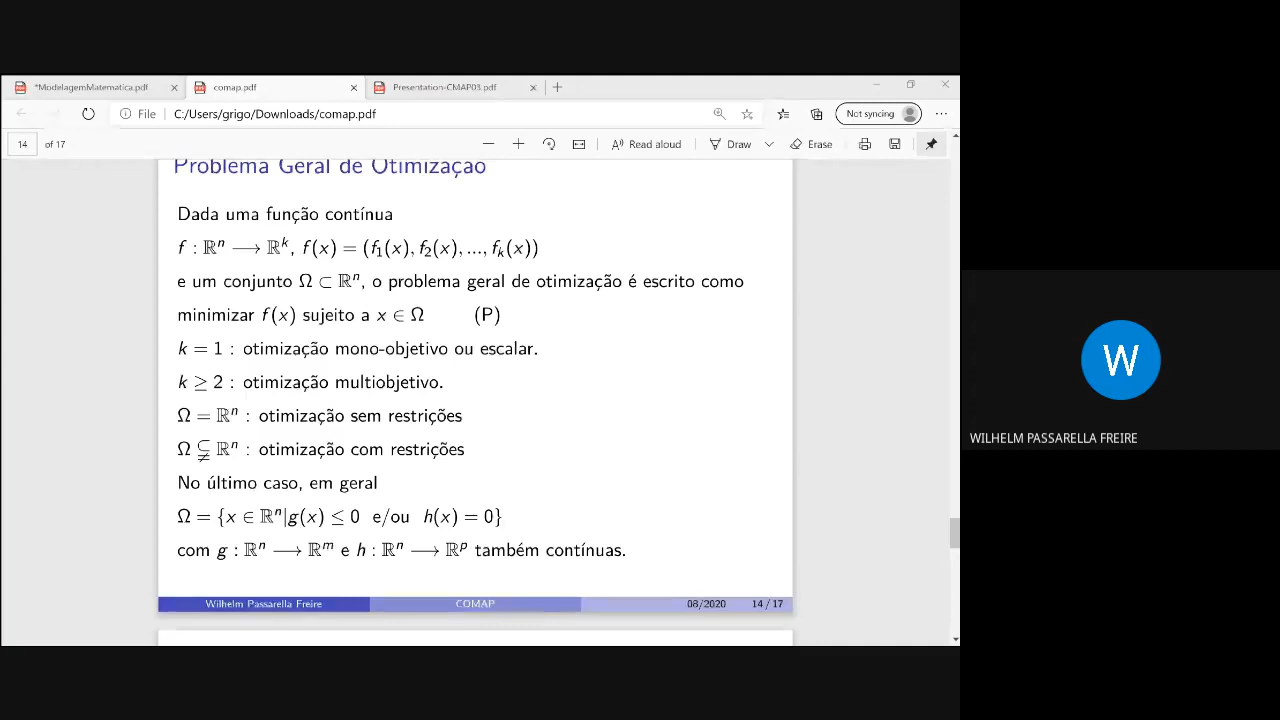 *ModelagemMatematica.pdf
comap.pdf
Presentation-CMAP03.pdf
File
C:/Users/grigo/Downloads/comap.pdf
Not syncing
14 of 17
Read aloud
Draw
Erase
Problema Geral de Otimização
Dada uma função contínua
f : ℝⁿ ⟶ ℝᵏ, f(x) = (f₁(x), f₂(x), ..., fₖ(x))
e um conjunto Ω ⊂ ℝⁿ, o problema geral de otimização é escrito como
minimizar f(x) sujeito a x ∈ Ω (P)
k = 1 : otimização mono-objetivo ou escalar.
k ≥ 2 : otimização multiobjetivo.
Ω = ℝⁿ : otimização sem restrições
Ω ⊊ ℝⁿ : otimização com restrições
No último caso, em geral
Ω = {x ∈ ℝⁿ|g(x) ≤ 0 e/ou h(x) = 0}
com g : ℝⁿ ⟶ ℝᵐ e h : ℝⁿ ⟶ ℝᵖ também contínuas.
Wilhelm Passarella Freire
COMAP
08/2020
14 / 17
W
WILHELM PASSARELLA FREIRE